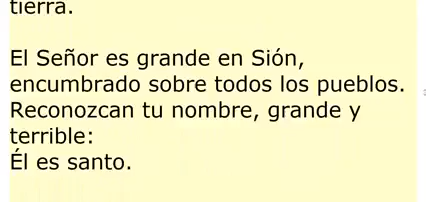 tierra.
El Señor es grande en Sión,
encumbrado sobre todos los pueblos.
Reconozcan tu nombre, grande y
terrible:
Él es santo.